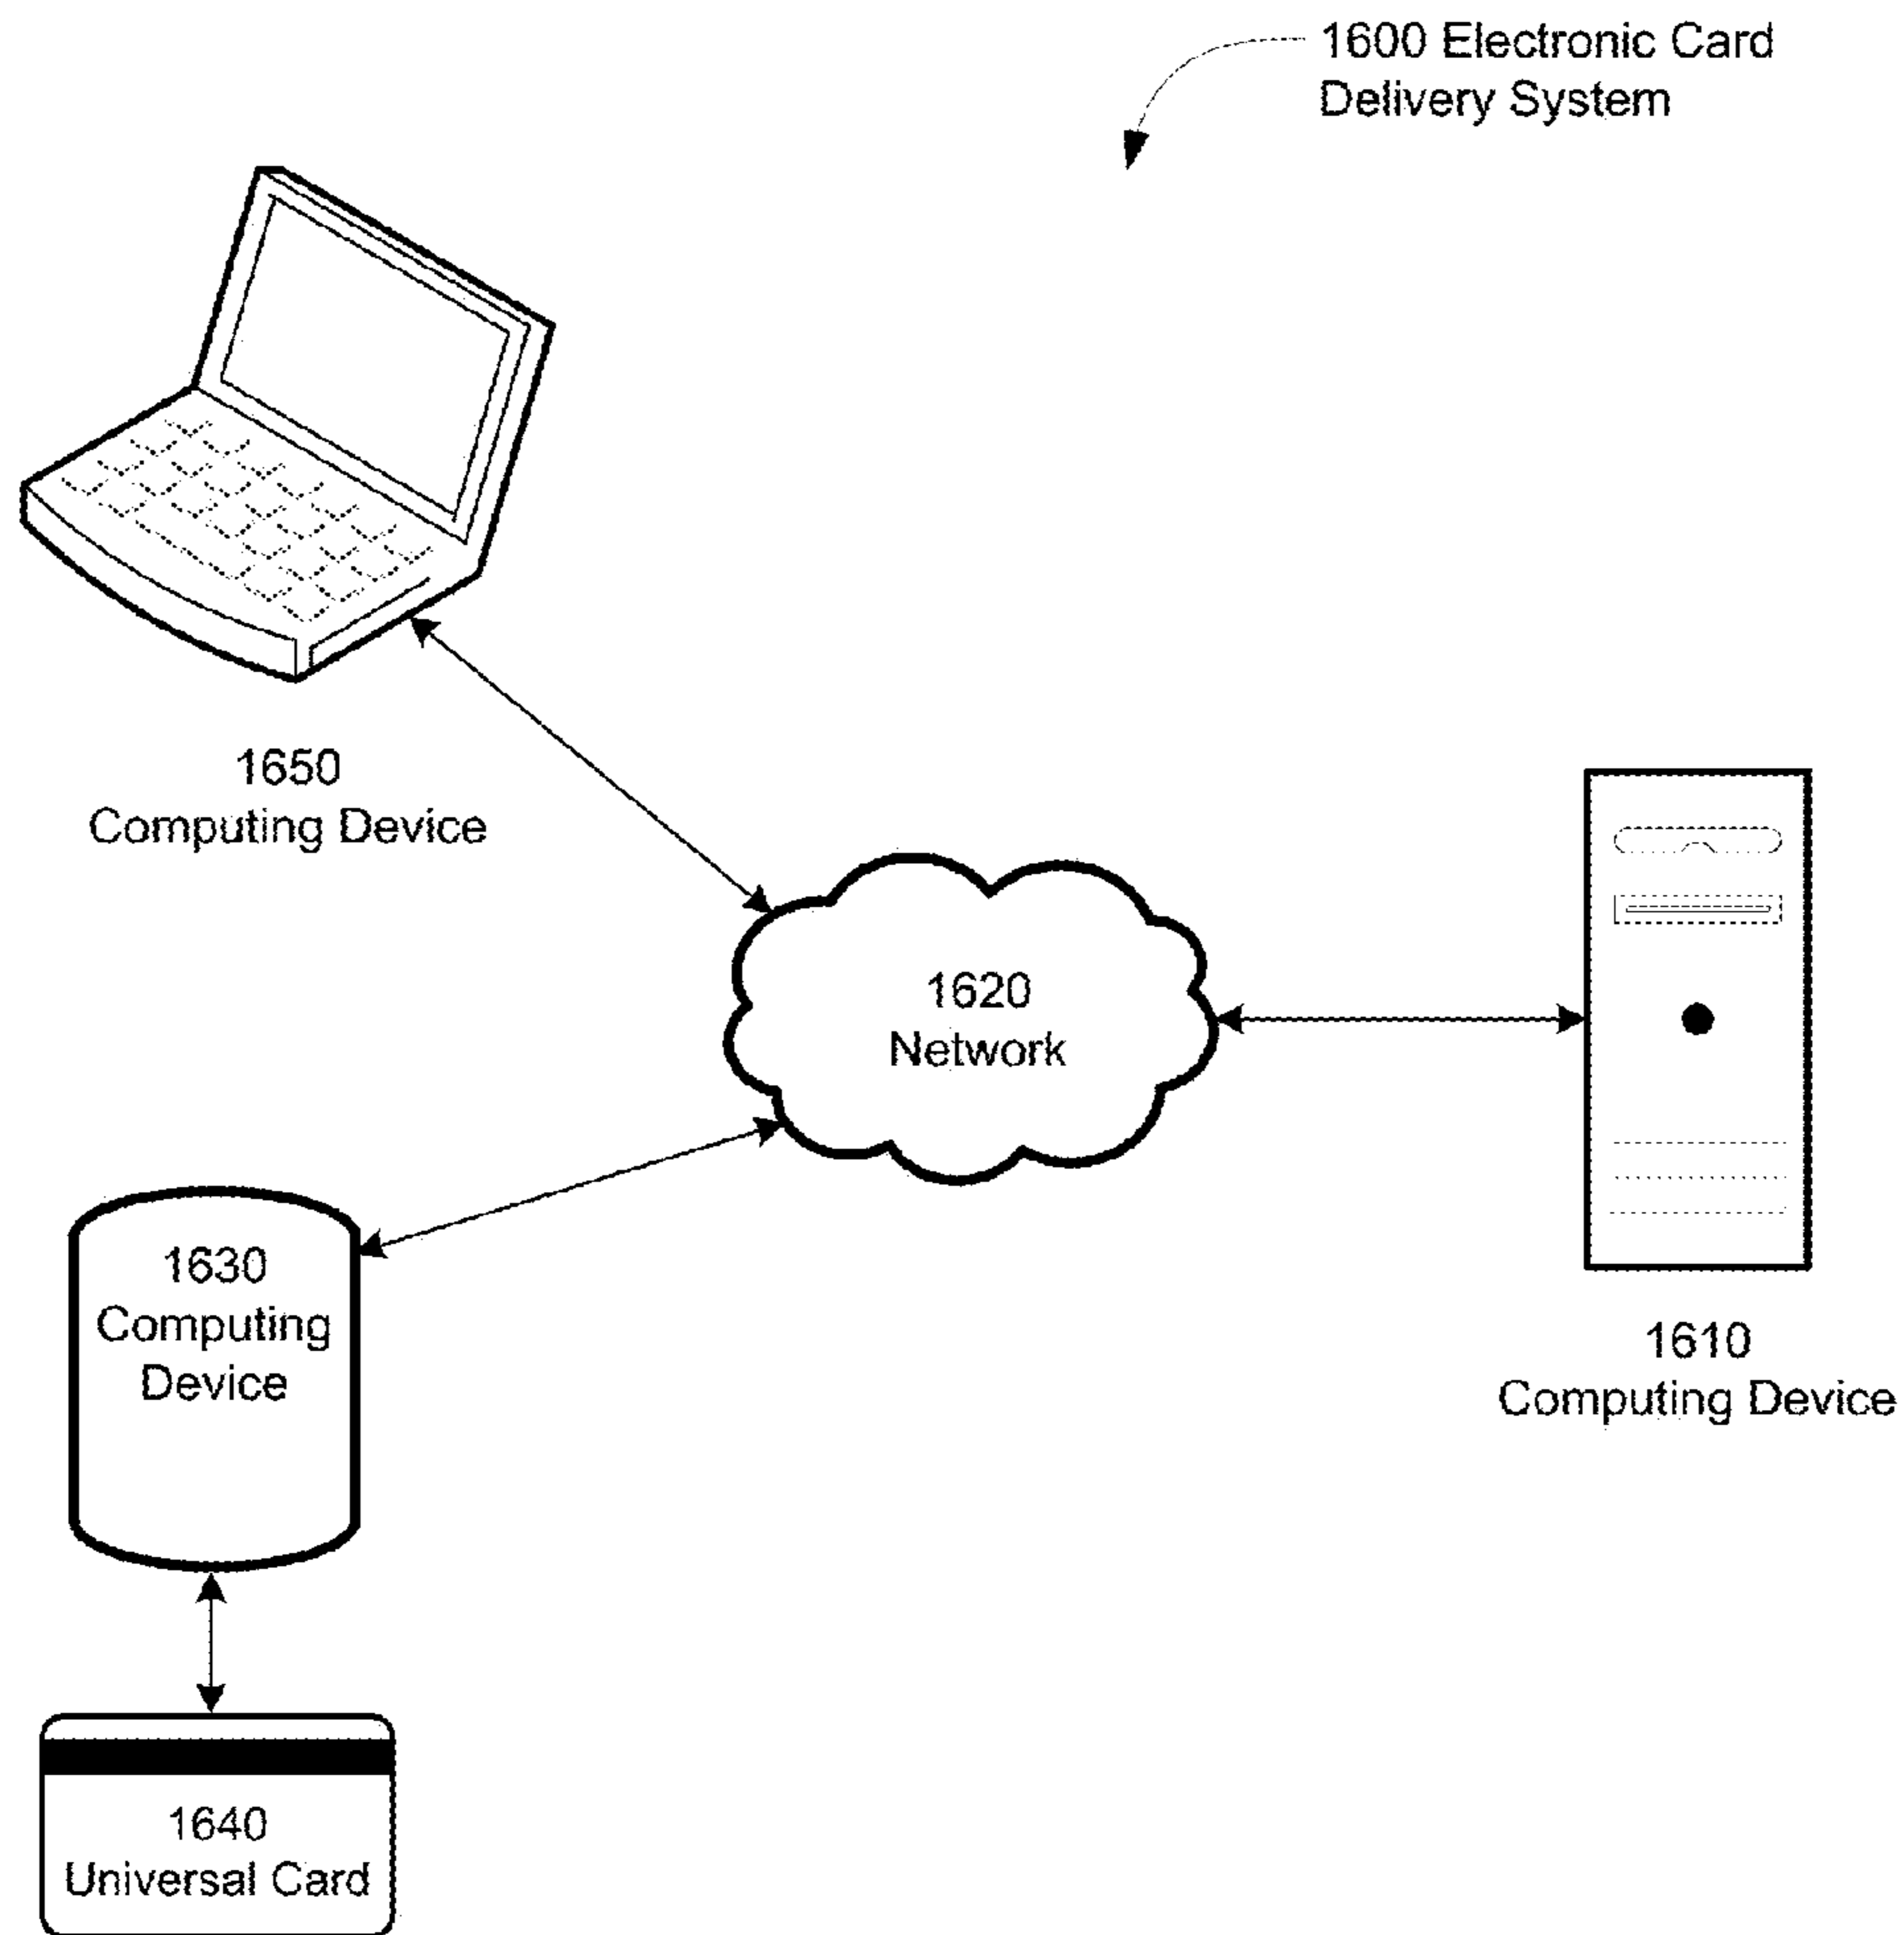 1600 Electronic Card
Delivery System
1650
Computing Device
1620
Network
1630
Computing
Device
1610
Computing Device
1640
Universal Card